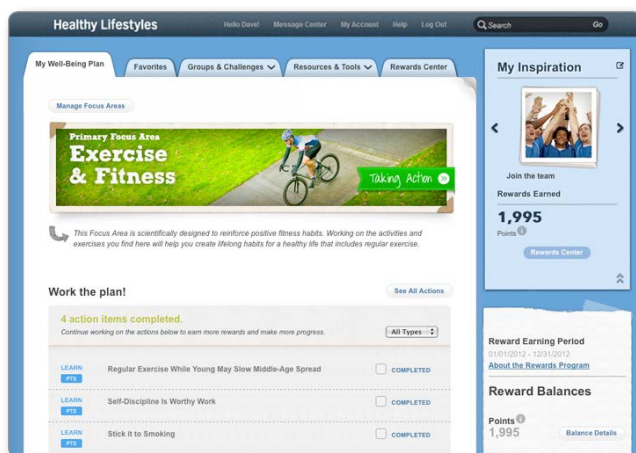 Healthy Lifestyles
Hello Dave!
Message Center
My Account
Help
Log Out
Search
Go
My Well-Being Plan
Favorites
Groups & Challenges
Resources & Tools
Rewards Center
Manage Focus Areas
Primary Focus Area
Exercise
& Fitness
Taking Action
This Focus Area is scientifically designed to reinforce positive fitness habits. Working on the activities and
exercises you find here will help you create lifelong habits for a healthy life that includes regular exercise.
Work the plan!
See All Actions
4 action items completed.
Continue working on the actions below to earn more rewards and make more progress.
All Types
LEARN
PTS
Regular Exercise While Young May Slow Middle-Age Spread
COMPLETED
LEARN
PTS
Self-Discipline Is Worthy Work
COMPLETED
LEARN
PTS
Stick it to Smoking
COMPLETED
My Inspiration
Join the team
Rewards Earned
1,995
Points
Rewards Center
Reward Earning Period
01/01/2012 - 12/31/2012
About the Rewards Program
Reward Balances
Points
1,995
Balance Details